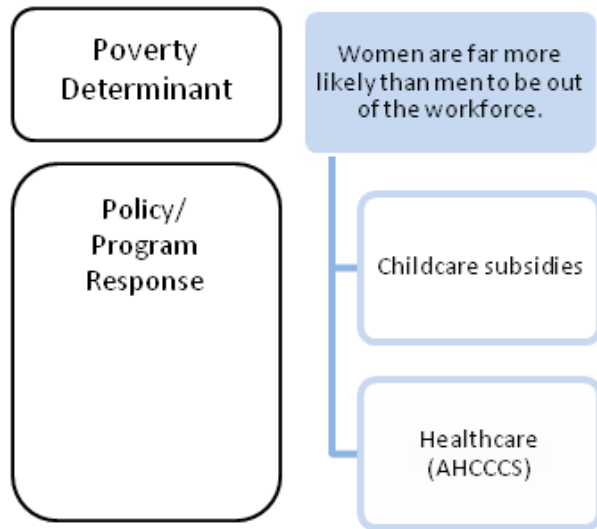 Poverty
Determinant
Women are far more
likely than men to be out
of the workforce.
Policy/
Program
Response
Childcare subsidies
Healthcare
(AHCCCS)